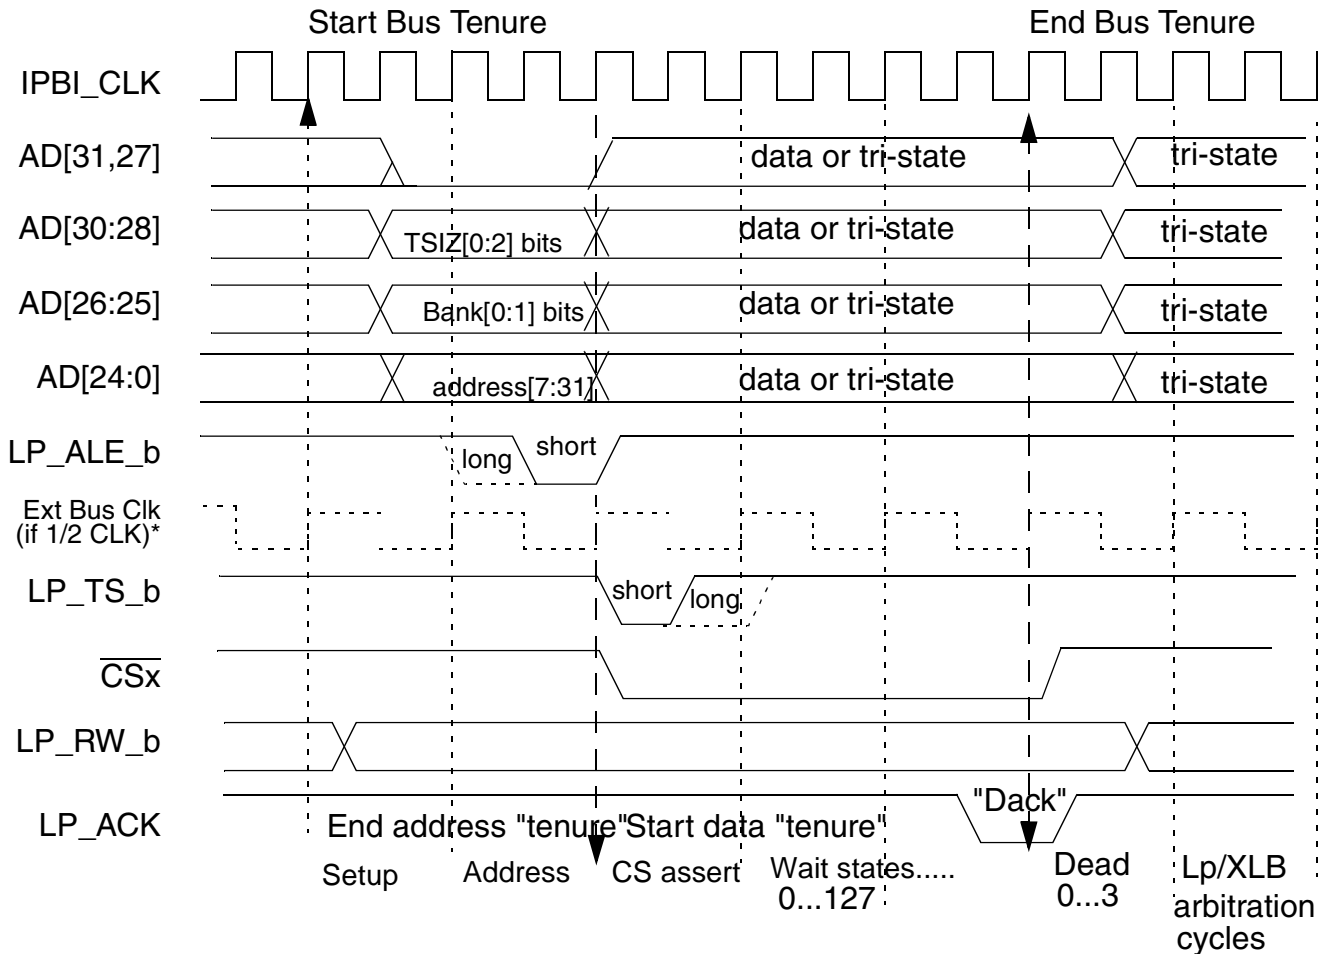 Start Bus Tenure End Bus Tenure
IPBI_CLK
AD[31,27] data or tri-state tri-state
AD[30:28] TSIZ[0:2] bits data or tri-state tri-state
AD[26:25] Bank[0:1] bits data or tri-state tri-state
AD[24:0] address[7:31] data or tri-state tri-state
LP_ALE_b long short
Ext Bus Clk
(if 1/2 CLK)*
LP_TS_b short long
CSx
LP_RW_b
LP_ACK "Dack"
End address "tenure" Start data "tenure"
Setup Address CS assert Wait states..... Dead Lp/XLB
0...127 0...3 arbitration
cycles